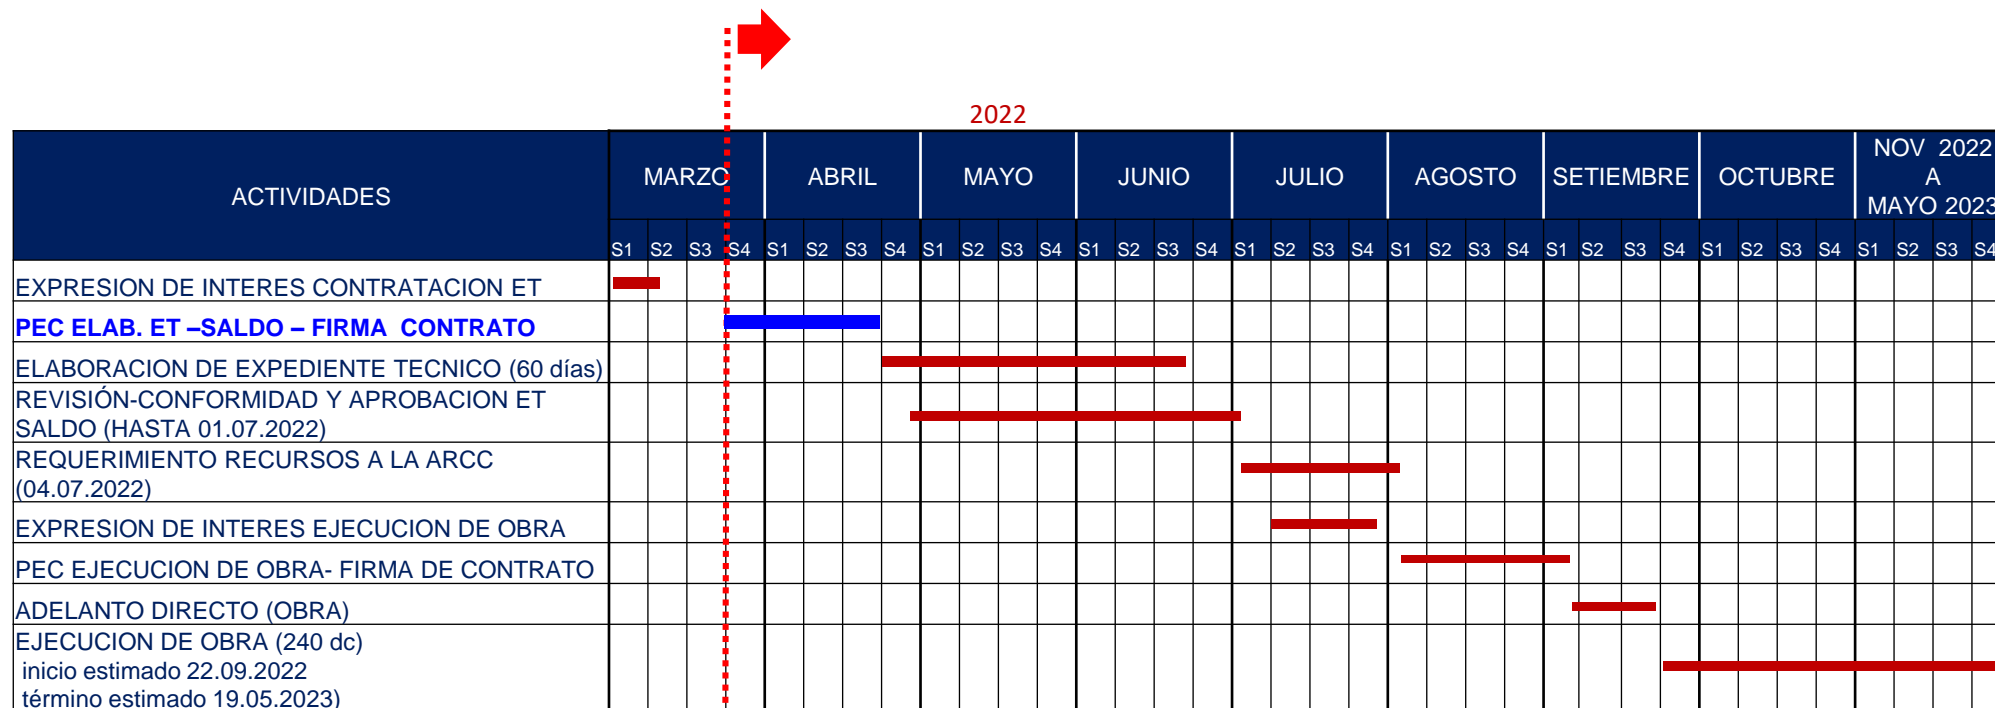 2022
ACTIVIDADES
MARZO ABRIL MAYO JUNIO JULIO AGOSTO SETIEMBRE OCTUBRE NOV 2022
A
MAYO 2023
S1 S2 S3 S4 S1 S2 S3 S4 S1 S2 S3 S4 S1 S2 S3 S4 S1 S2 S3 S4 S1 S2 S3 S4 S1 S2 S3 S4 S1 S2 S3 S4 S1 S2 S3 S4
EXPRESION DE INTERES CONTRATACION ET
PEC ELAB. ET –SALDO – FIRMA CONTRATO
ELABORACION DE EXPEDIENTE TECNICO (60 días)
REVISIÓN-CONFORMIDAD Y APROBACION ET
SALDO (HASTA 01.07.2022)
REQUERIMIENTO RECURSOS A LA ARCC
(04.07.2022)
EXPRESION DE INTERES EJECUCION DE OBRA
PEC EJECUCION DE OBRA- FIRMA DE CONTRATO
ADELANTO DIRECTO (OBRA)
EJECUCION DE OBRA (240 dc)
inicio estimado 22.09.2022
término estimado 19.05.2023)